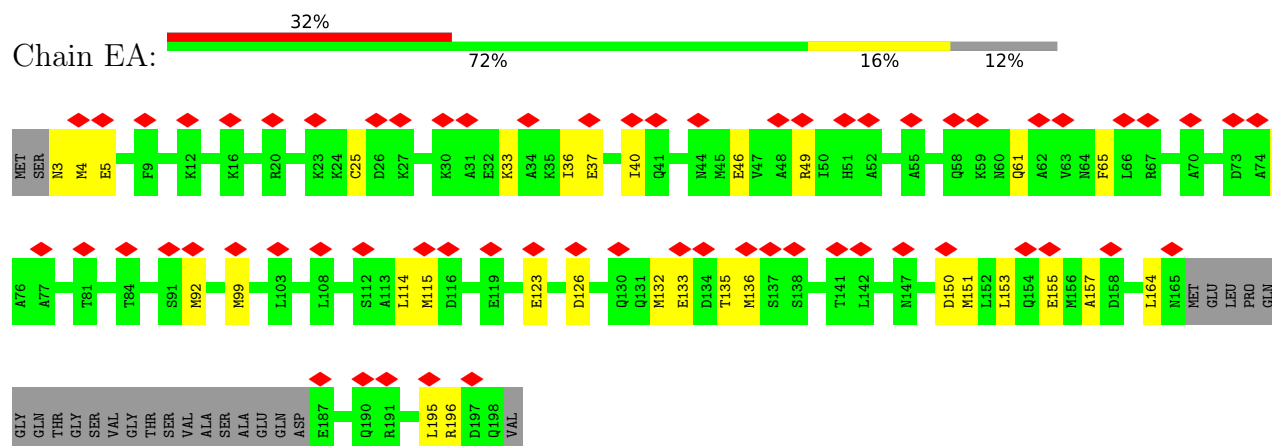 32%
Chain EA:
72% 16% 12%
MET SER N3 M4 E5 F9 K12 K16 R20 K23 K24 C25 D26 K27 K30 A31 E32 K33 A34 K35 I36 E37 I40 Q41 N44 M45 E46 V47 A48 R49 I50 H51 A52 A55 Q58 K59 N60 Q61 A62 V63 N64 F65 L66 R67 A70 D73 A74
A76 A77 T81 T84 S91 M92 M99 L103 L108 S112 A113 L114 M115 D116 E119 E123 D126 Q130 Q131 M132 E133 D134 T135 M136 S137 S138 T141 L142 N147 D150 M151 L152 L153 Q154 E155 M156 A157 D158 L164 N165 MET GLU LEU PRO GLN
GLY GLN THR GLY SER VAL GLY THR SER VAL ALA SER ALA GLU GLN ASP E187 Q190 R191 L195 R196 D197 Q198 VAL